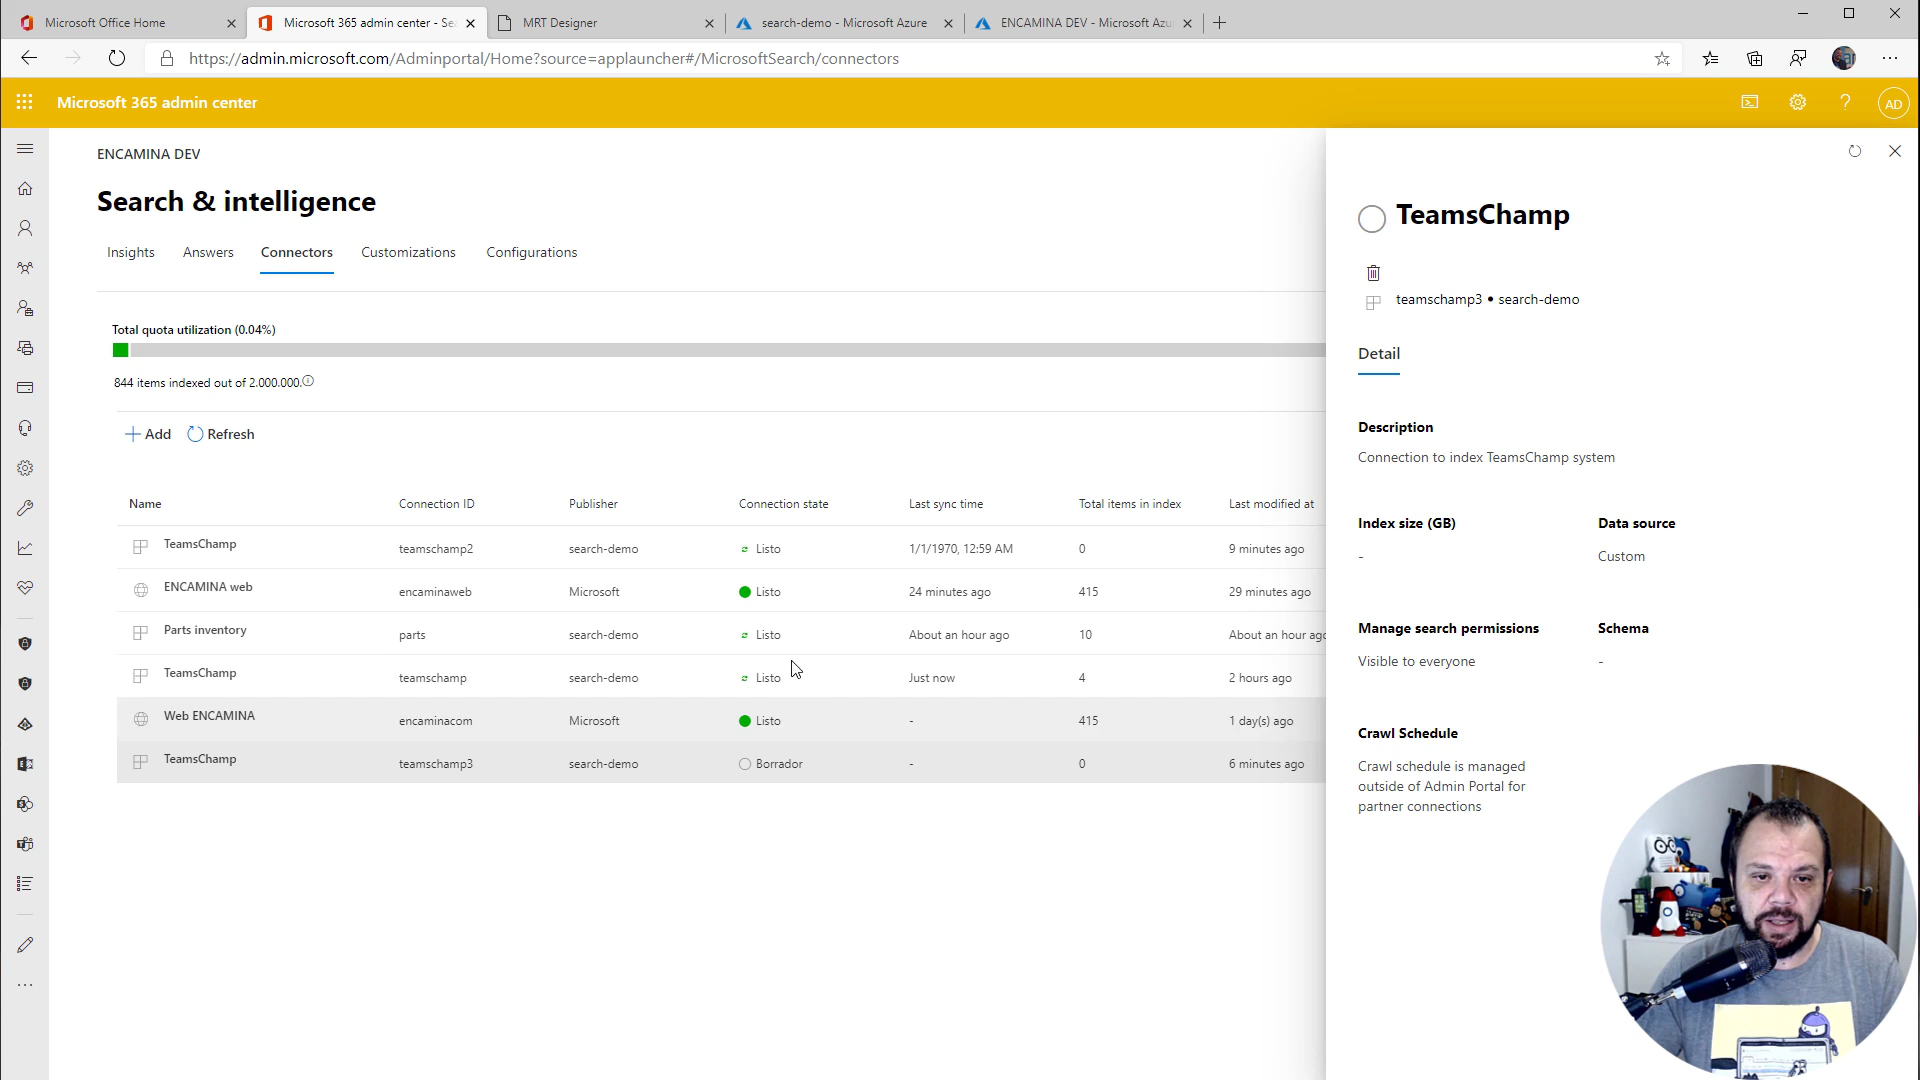 Microsoft Office Home
Microsoft 365 admin center - Sea
MRT Designer
search-demo - Microsoft Azure
ENCAMINA DEV - Microsoft Azu
https://admin.microsoft.com/Adminportal/Home?source=applauncher#/MicrosoftSearch/connectors
Microsoft 365 admin center
AD
ENCAMINA DEV
Search & intelligence
Insights Answers Connectors Customizations Configurations
Total quota utilization (0.04%)
844 items indexed out of 2.000.000.
Add Refresh
Name Connection ID Publisher Connection state Last sync time Total items in index Last modified at
TeamsChamp teamschamp2 search-demo Listo 1/1/1970, 12:59 AM 0 9 minutes ago
ENCAMINA web encaminaweb Microsoft Listo 24 minutes ago 415 29 minutes ago
Parts inventory parts search-demo Listo About an hour ago 10 About an hour ago
TeamsChamp teamschamp search-demo Listo Just now 4 2 hours ago
Web ENCAMINA encaminacom Microsoft Listo - 415 1 day(s) ago
TeamsChamp teamschamp3 search-demo Borrador - 0 6 minutes ago
TeamsChamp
teamschamp3 • search-demo
Detail
Description
Connection to index TeamsChamp system
Index size (GB) Data source
- Custom
Manage search permissions Schema
Visible to everyone -
Crawl Schedule
Crawl schedule is managed
outside of Admin Portal for
partner connections